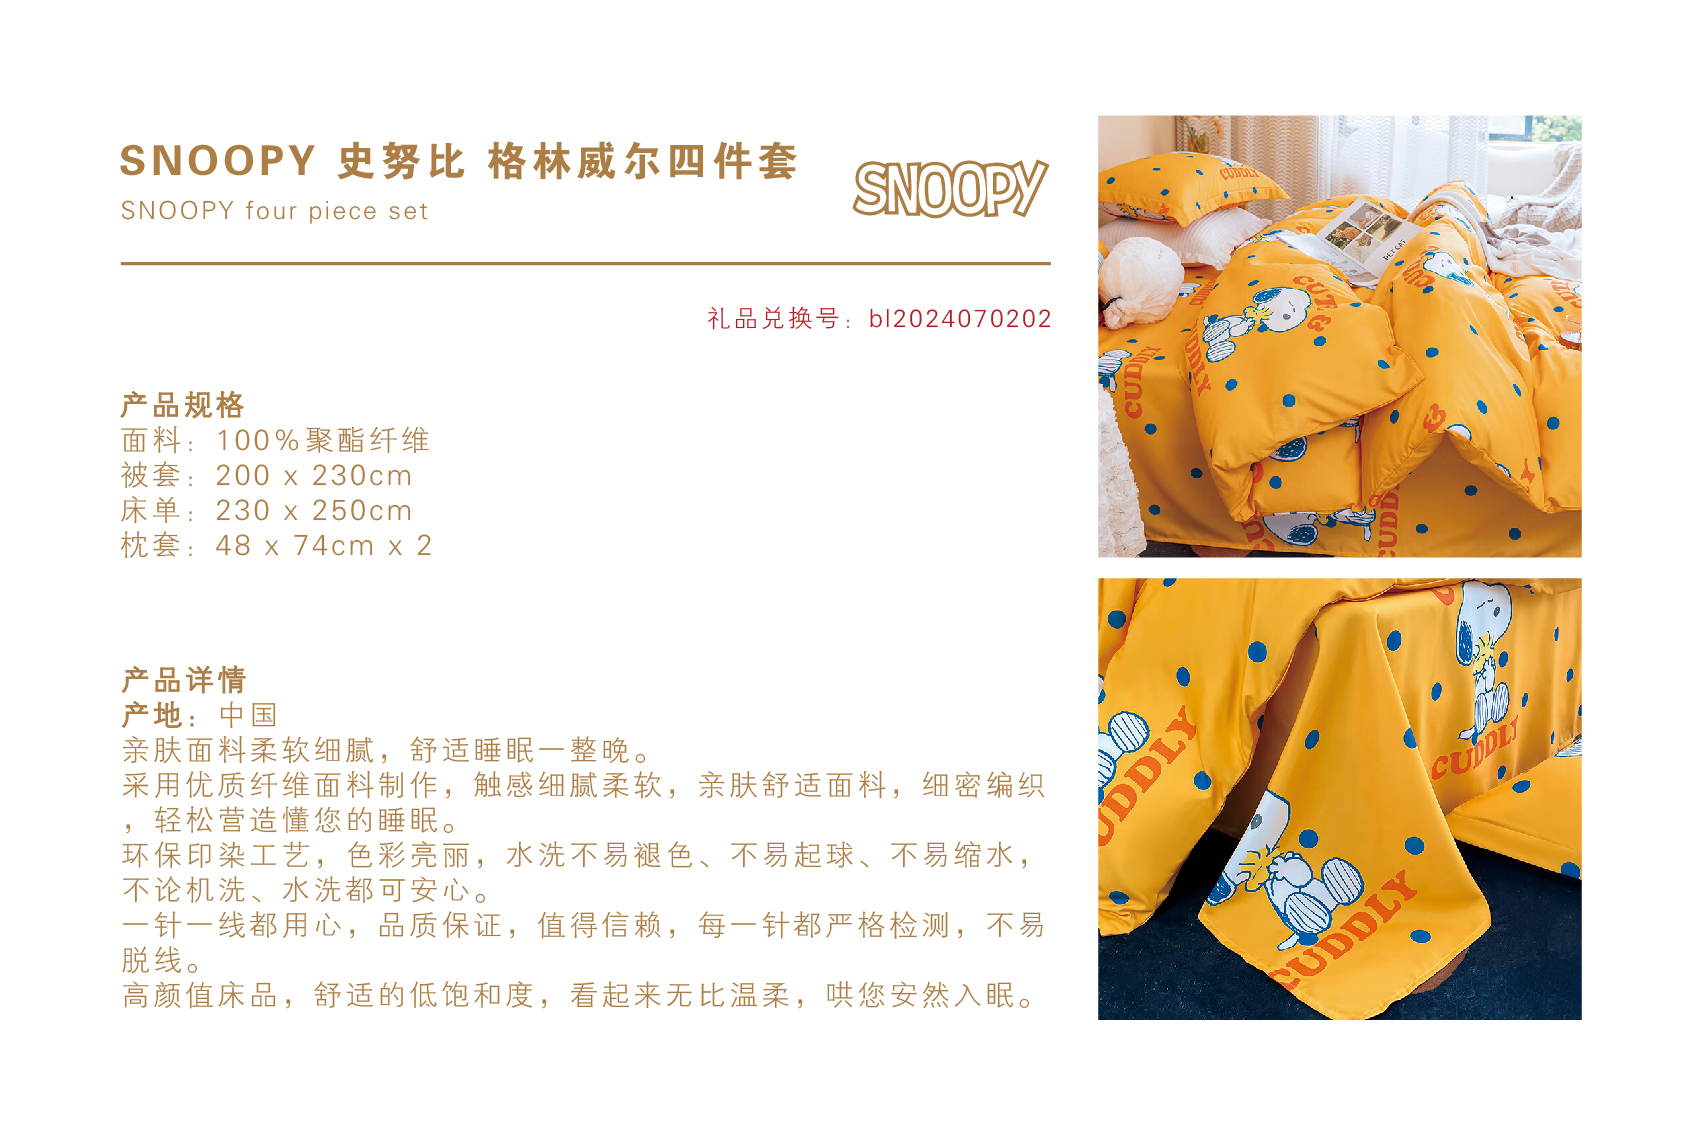 SNOOPY 史努比 格林威尔四件套
SNOOPY four piece set
SNOOPY
礼品兑换号：bl2024070202
产品规格
面料：100%聚酯纤维
被套：200 x 230cm
床单：230 x 250cm
枕套：48 x 74cm x 2
产品详情
产地：中国
亲肤面料柔软细腻，舒适睡眠一整晚。
采用优质纤维面料制作，触感细腻柔软，亲肤舒适面料，细密编织
，轻松营造懂您的睡眠。
环保印染工艺，色彩亮丽，水洗不易褪色、不易起球、不易缩水，
不论机洗、水洗都可安心。
一针一线都用心，品质保证，值得信赖，每一针都严格检测，不易
脱线。
高颜值床品，舒适的低饱和度，看起来无比温柔，哄您安然入眠。
CUDDLY
CUTE &
CUDDLY
CUDDLY
PET CAT
&
CUDDLY
CUDDLY
CUDDLY
CUDDLY